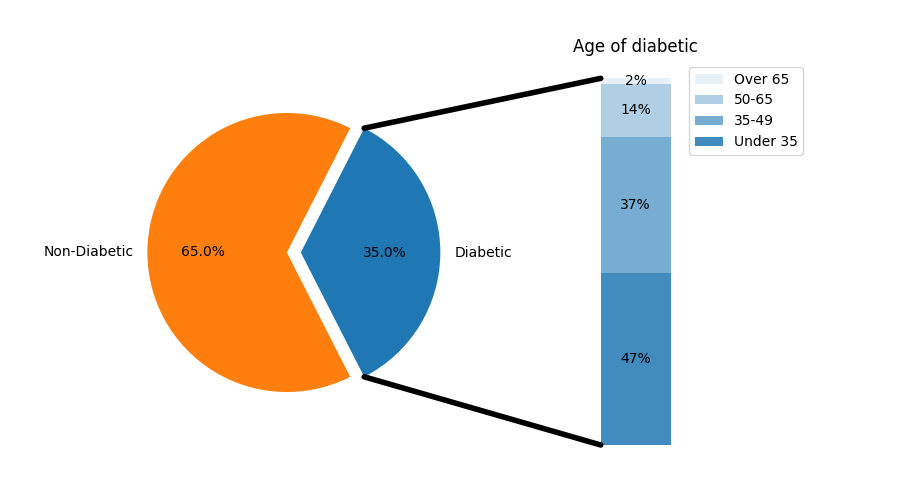 Age of diabetic
Non-Diabetic
65.0%
35.0%
Diabetic
2%
14%
37%
47%
Over 65
50-65
35-49
Under 35